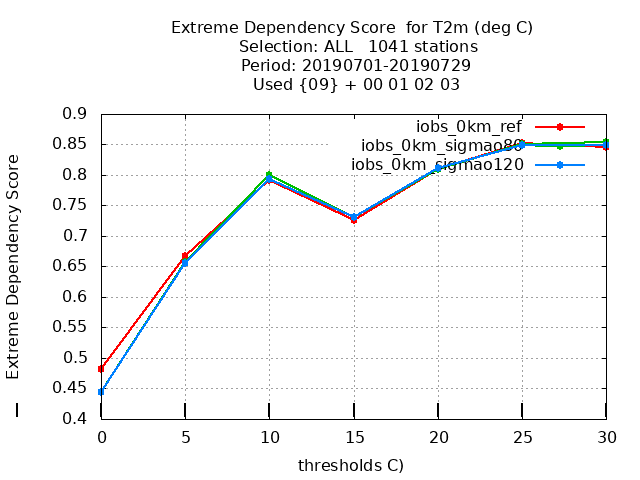 Extreme Dependency Score  for T2m (deg C)
Selection: ALL   1041 stations
Period: 20190701-20190729
Used {09} + 00 01 02 03
iobs_0km_ref
iobs_0km_sigmao80
iobs_0km_sigmao120
Extreme Dependency Score
0.9
0.85
0.8
0.75
0.7
0.65
0.6
0.55
0.5
0.45
0.4
0 5 10 15 20 25 30
thresholds C)